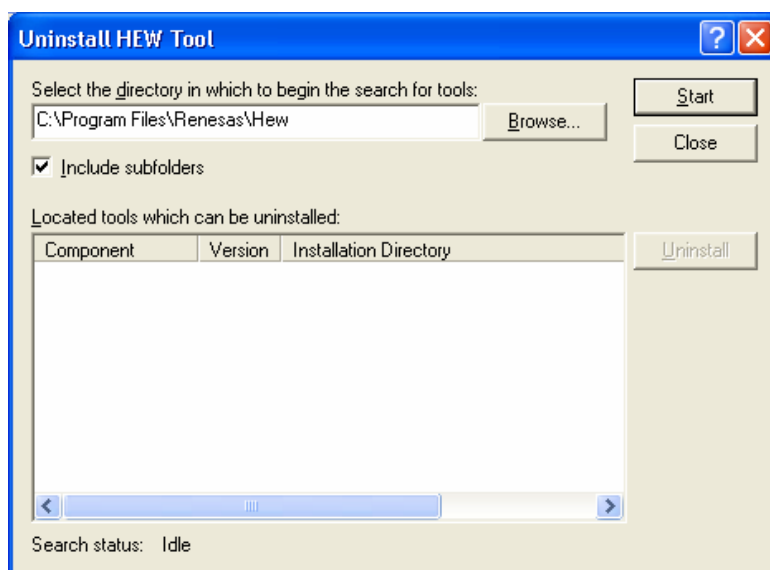 Uninstall HEW Tool
Select the directory in which to begin the search for tools:
C:\Program Files\Renesas\Hew
Browse...
Start
Close
Include subfolders
Located tools which can be uninstalled:
Component Version Installation Directory
Uninstall
Search status: Idle